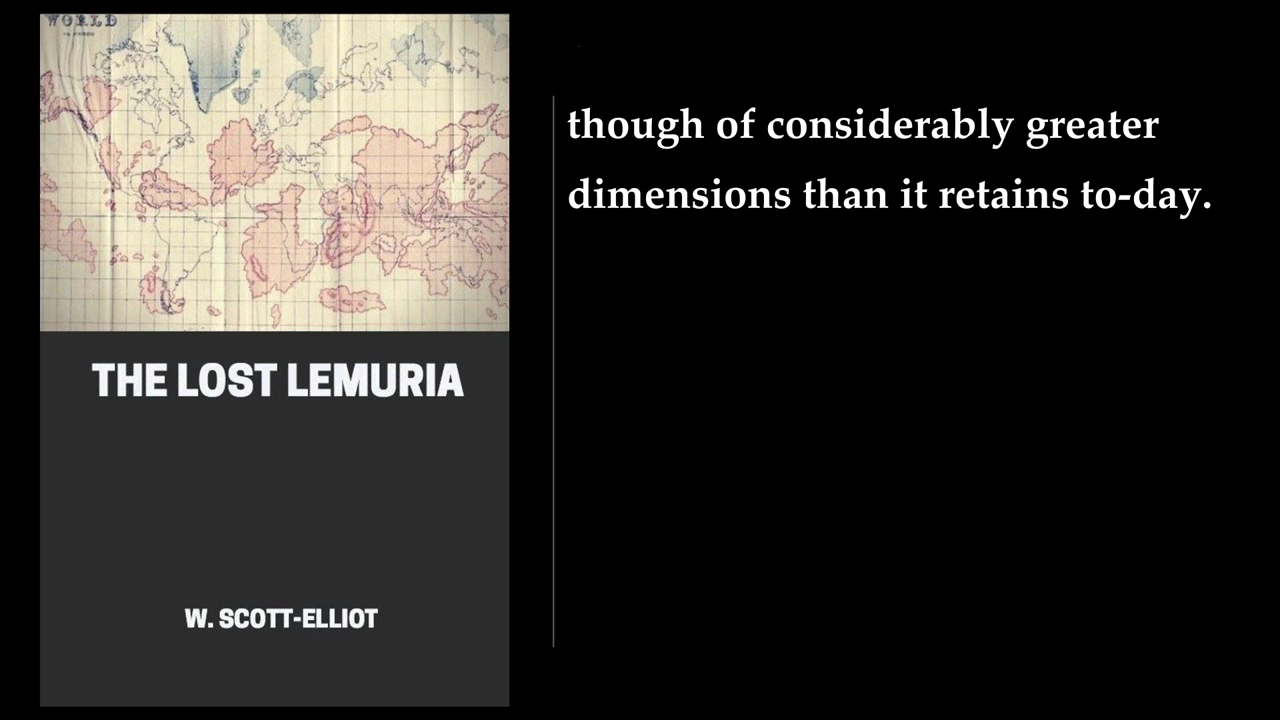 WORLD
THE LOST LEMURIA
W. SCOTT-ELLIOT
though of considerably greater
dimensions than it retains to-day.